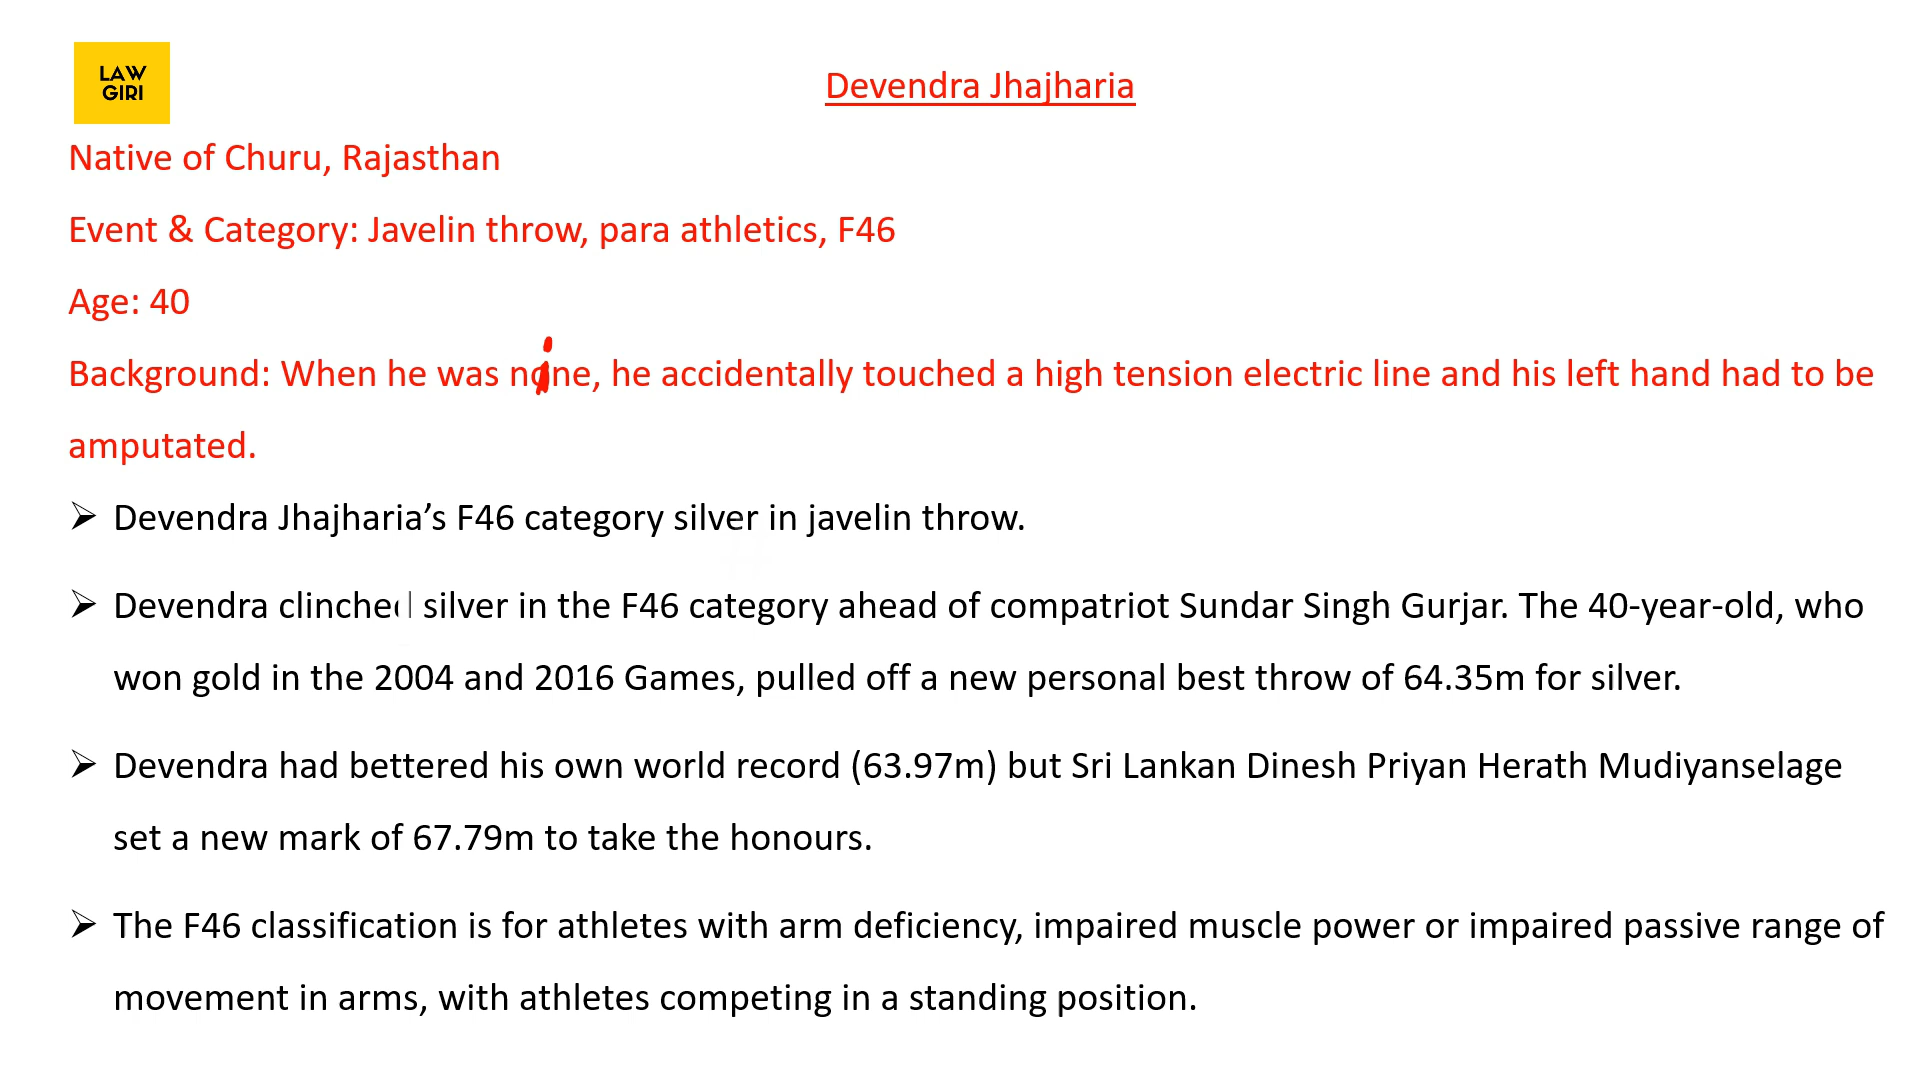 LAW
GIRI
Devendra Jhajharia
Native of Churu, Rajasthan
Event & Category: Javelin throw, para athletics, F46
Age: 40
Background: When he was nine, he accidentally touched a high tension electric line and his left hand had to be
amputated.
➢ Devendra Jhajharia’s F46 category silver in javelin throw.
➢ Devendra clinched silver in the F46 category ahead of compatriot Sundar Singh Gurjar. The 40-year-old, who
won gold in the 2004 and 2016 Games, pulled off a new personal best throw of 64.35m for silver.
➢ Devendra had bettered his own world record (63.97m) but Sri Lankan Dinesh Priyan Herath Mudiyanselage
set a new mark of 67.79m to take the honours.
➢ The F46 classification is for athletes with arm deficiency, impaired muscle power or impaired passive range of
movement in arms, with athletes competing in a standing position.